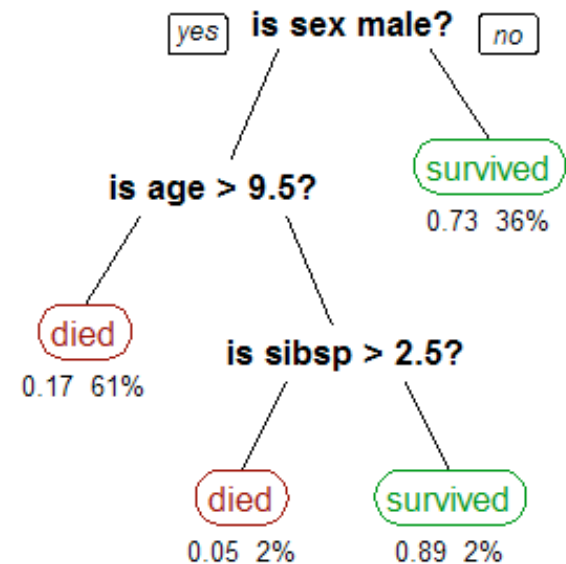 yes is sex male? no
survived
0.73 36%
is age > 9.5?
died
0.17 61%
is sibsp > 2.5?
died survived
0.05 2% 0.89 2%